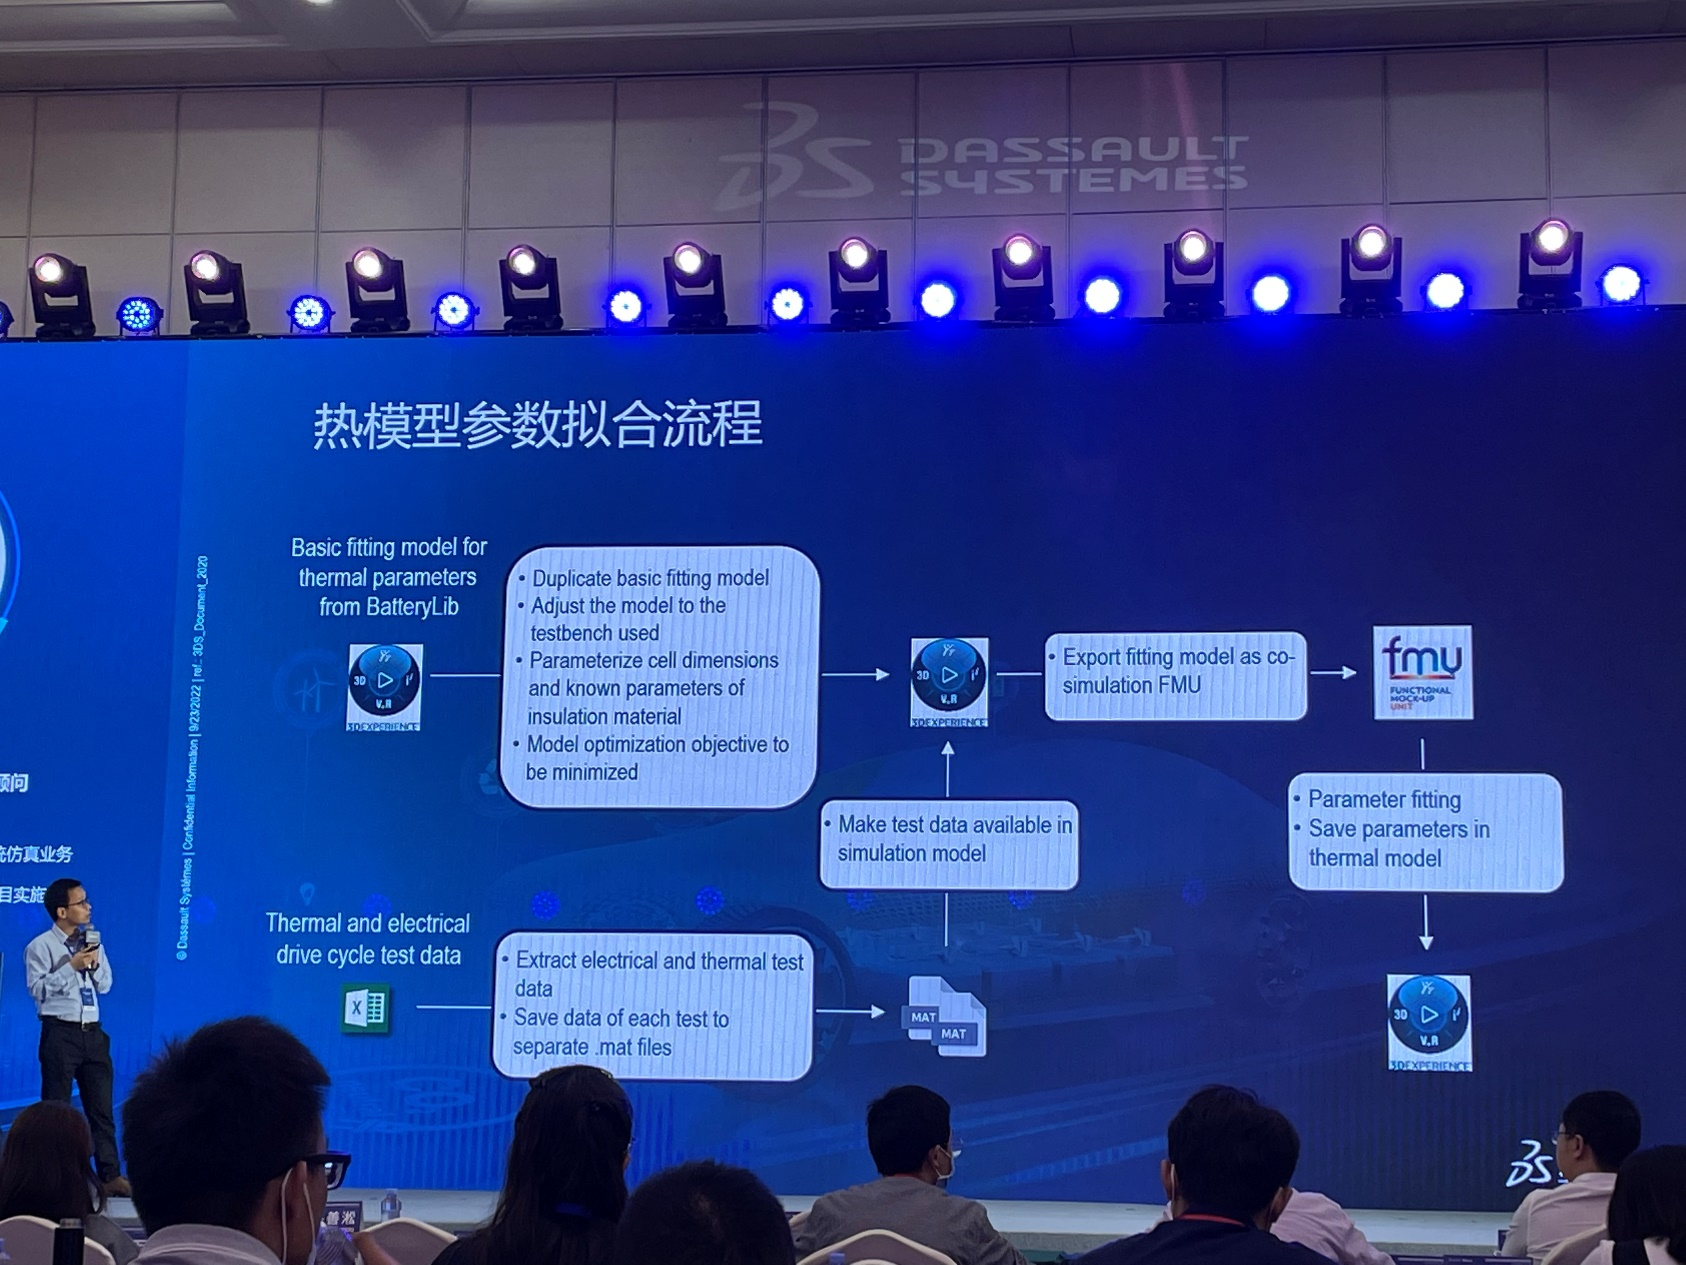 DASSAULT
SYSTEMES
热模型参数拟合流程
Basic fitting model for
thermal parameters
from BatteryLib
3D
V.R
3DEXPERIENCE
• Duplicate basic fitting model
• Adjust the model to the
testbench used
• Parameterize cell dimensions
and known parameters of
insulation material
• Model optimization objective to
be minimized
3D
V.R
3DEXPERIENCE
• Export fitting model as co-
simulation FMU
fmu
FUNCTIONAL
MOCK-UP
UNIT
• Make test data available in
simulation model
• Parameter fitting
• Save parameters in
thermal model
Thermal and electrical
drive cycle test data
X
• Extract electrical and thermal test
data
• Save data of each test to
separate .mat files
MAT
MAT
3D
V.R
3DEXPERIENCE
© Dassault Systèmes | Confidential Information | 9/23/2022 | ref.: 3DS_Document_2020
顾问
统仿真业务
目实施
善淞